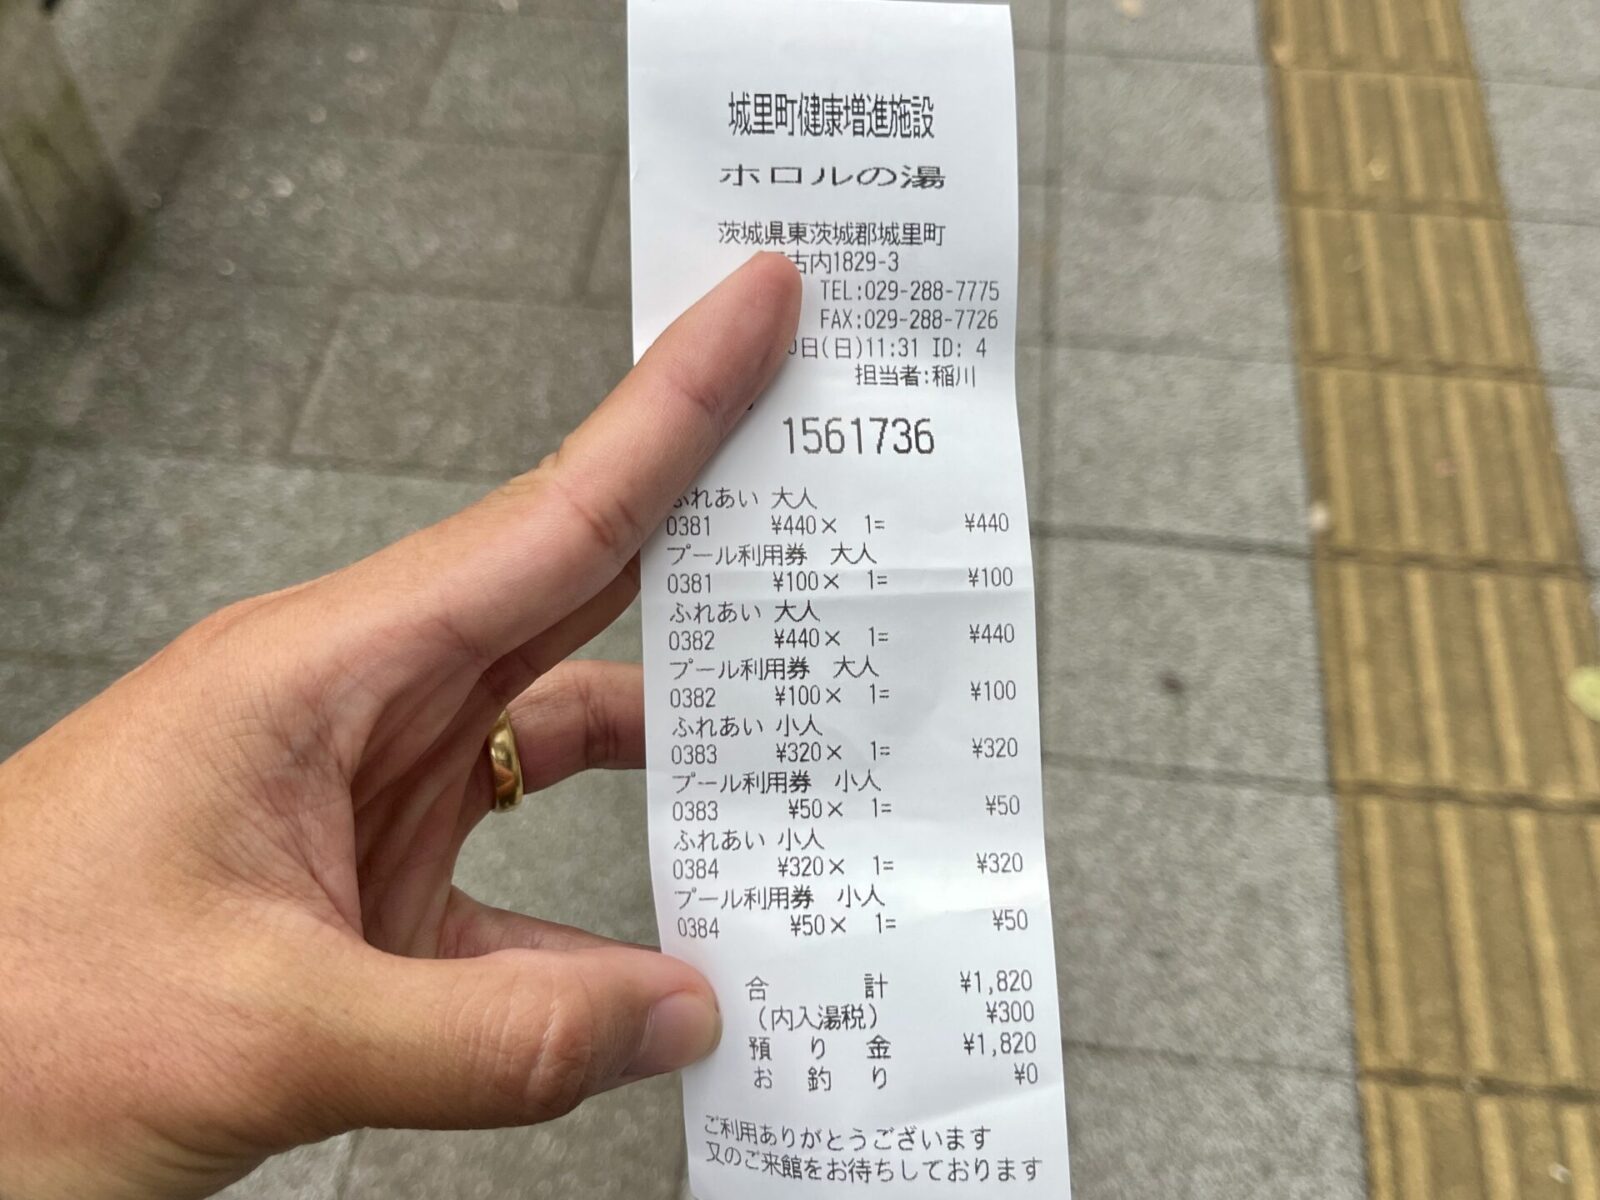 城里町健康増進施設
ホロルの湯
茨城県東茨城郡城里町
古内1829-3
TEL:029-288-7775
FAX:029-288-7726
0日(日)11:31 ID: 4
担当者:稲川
1561736
ふれあい 大人
0381 ¥440× 1= ¥440
プール利用券 大人
0381 ¥100× 1= ¥100
ふれあい 大人
0382 ¥440× 1= ¥440
プール利用券 大人
0382 ¥100× 1= ¥100
ふれあい 小人
0383 ¥320× 1= ¥320
プール利用券 小人
0383 ¥50× 1= ¥50
ふれあい 小人
0384 ¥320× 1= ¥320
プール利用券 小人
0384 ¥50× 1= ¥50
合計 ¥1,820
(内入湯税) ¥300
預り金 ¥1,820
お釣り ¥0
ご利用ありがとうございます
又のご来館をお待ちしております